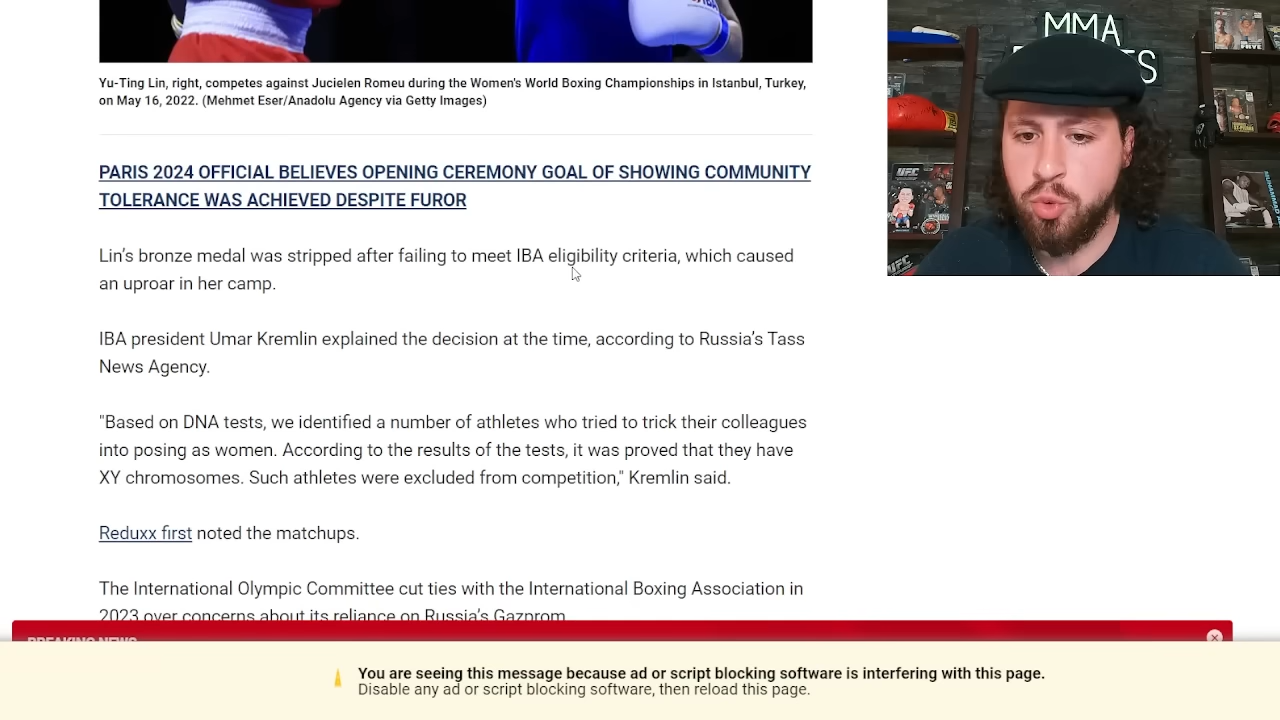 Yu-Ting Lin, right, competes against Jucielen Romeu during the Women's World Boxing Championships in Istanbul, Turkey,
on May 16, 2022. (Mehmet Eser/Anadolu Agency via Getty Images)
PARIS 2024 OFFICIAL BELIEVES OPENING CEREMONY GOAL OF SHOWING COMMUNITY
TOLERANCE WAS ACHIEVED DESPITE FUROR
Lin’s bronze medal was stripped after failing to meet IBA eligibility criteria, which caused
an uproar in her camp.
IBA president Umar Kremlin explained the decision at the time, according to Russia’s Tass
News Agency.
"Based on DNA tests, we identified a number of athletes who tried to trick their colleagues
into posing as women. According to the results of the tests, it was proved that they have
XY chromosomes. Such athletes were excluded from competition," Kremlin said.
Reduxx first noted the matchups.
The International Olympic Committee cut ties with the International Boxing Association in
2023 over concerns about its reliance on Russia’s Gazprom.
BREAKING NEWS
You are seeing this message because ad or script blocking software is interfering with this page.
Disable any ad or script blocking software, then reload this page.
MMA
UFC
UFC